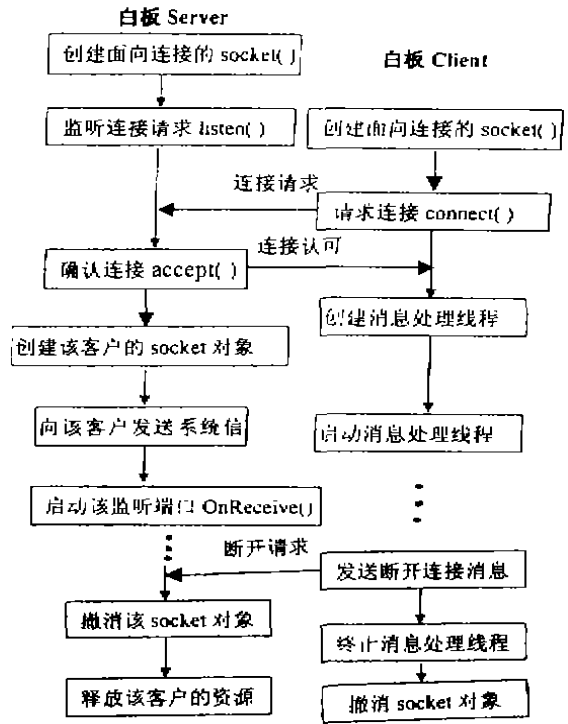 白板 Server
创建面向连接的 socket( )
监听连接请求 listen( )
确认连接 accept( )
创建该客户的 socket 对象
向该客户发送系统信
启动该监听端口 OnReceive()
撤消该 socket 对象
释放该客户的资源
连接请求
连接认可
断开请求
白板 Client
创建面向连接的 socket( )
请求连接 connect( )
创建消息处理线程
启动消息处理线程
发送断开连接消息
终止消息处理线程
撤消 socket 对象